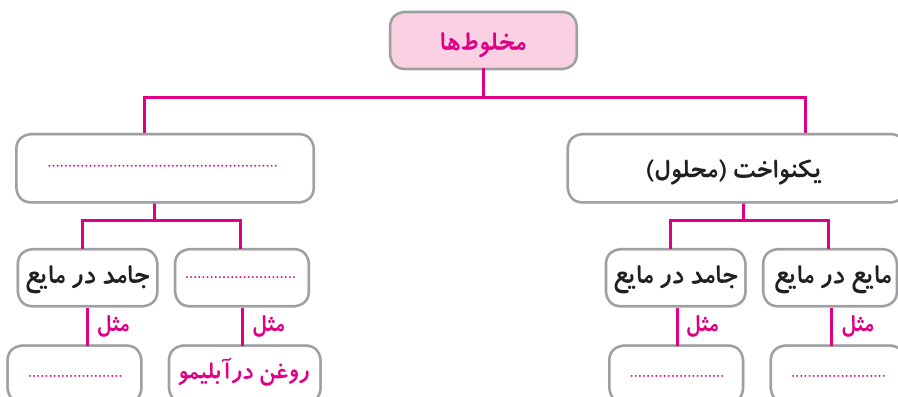 مخلوط‌ها
یکنواخت (محلول)
................................................................
مایع در مایع
جامد در مایع
................................
جامد در مایع
مثل
مثل
مثل
مثل
...........................
...........................
روغن درآبلیمو
...........................